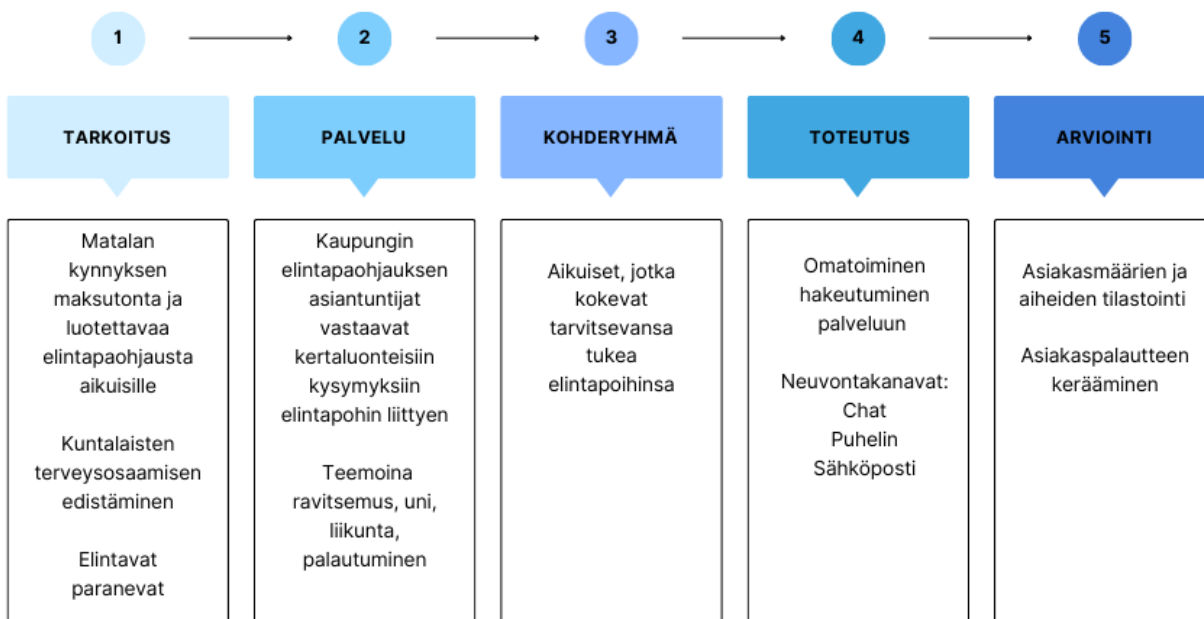 1
2
3
4
5
TARKOITUS
PALVELU
KOHDERYHMÄ
TOTEUTUS
ARVIOINTI
Matalan
kynnyksen
maksutonta ja
luotettavaa
elintapaohjausta
aikuisille
Kuntalaisten
terveysosaamisen
edistäminen
Elintavat
paranevat
Kaupungin
elintapaohjauksen
asiantuntijat
vastaavat
kertaluonteisiin
kysymyksiin
elintapohin liittyen
Teemoina
ravitsemus, uni,
liikunta,
palautuminen
Aikuiset, jotka
kokevat
tarvitsevansa
tukea
elintapoihinsa
Omatoiminen
hakeutuminen
palveluun
Neuvontakanavat:
Chat
Puhelin
Sähköposti
Asiakasmäärien ja
aiheiden tilastointi
Asiakaspalautteen
kerääminen